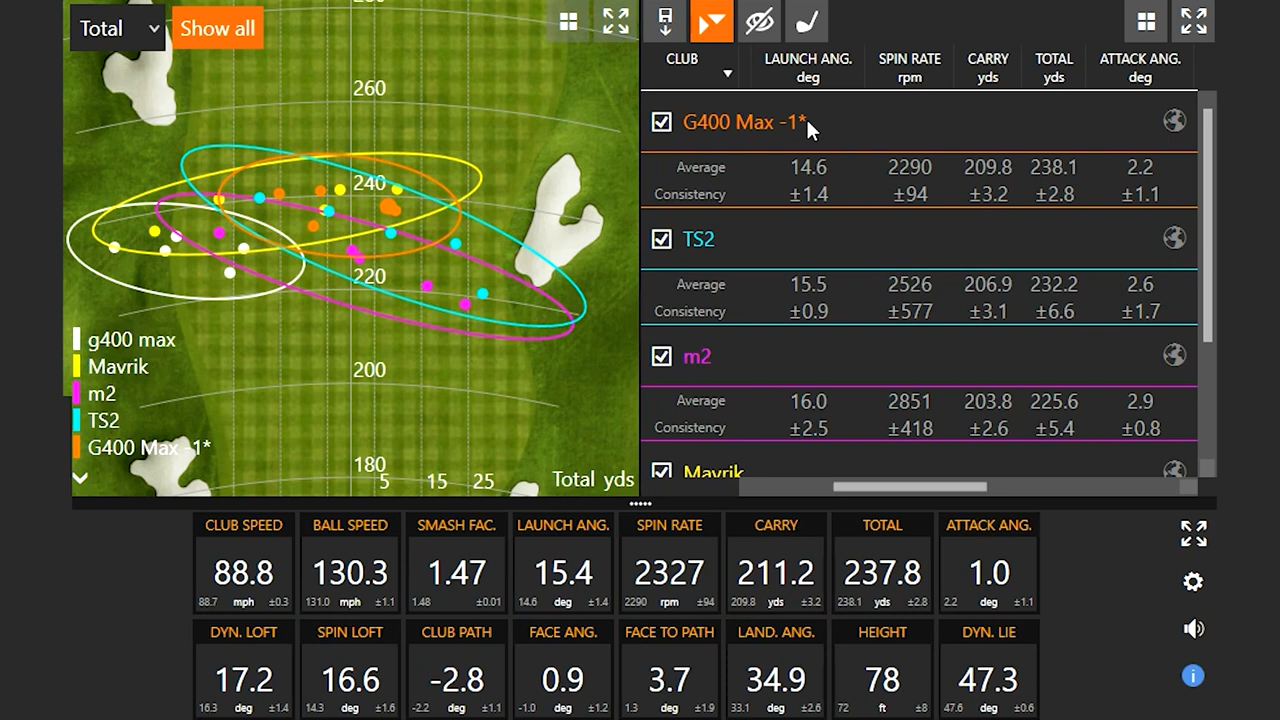 Total
Show all
260
240
220
200
180
5 15 25
Total yds
g400 max
Mavrik
m2
TS2
G400 Max -1*
CLUB LAUNCH ANG. SPIN RATE CARRY TOTAL ATTACK ANG.
deg rpm yds yds deg
G400 Max -1*
Average 14.6 2290 209.8 238.1 2.2
Consistency ±1.4 ±94 ±3.2 ±2.8 ±1.1
TS2
Average 15.5 2526 206.9 232.2 2.6
Consistency ±0.9 ±577 ±3.1 ±6.6 ±1.7
m2
Average 16.0 2851 203.8 225.6 2.9
Consistency ±2.5 ±418 ±2.6 ±5.4 ±0.8
Mavrik
CLUB SPEED BALL SPEED SMASH FAC. LAUNCH ANG. SPIN RATE CARRY TOTAL ATTACK ANG.
88.8 130.3 1.47 15.4 2327 211.2 237.8 1.0
88.7 mph ±0.3 131.0 mph ±1.1 1.48 ±0.01 14.6 deg ±1.4 2290 rpm ±94 209.8 yds ±3.2 238.1 yds ±2.8 2.2 deg ±1.1
DYN. LOFT SPIN LOFT CLUB PATH FACE ANG. FACE TO PATH LAND. ANG. HEIGHT DYN. LIE
17.2 16.6 -2.8 0.9 3.7 34.9 78 47.3
16.3 deg ±1.4 14.3 deg ±1.6 -2.2 deg ±1.1 -1.0 deg ±1.2 1.3 deg ±1.9 33.1 deg ±2.6 72 ft ±8 47.6 deg ±0.6